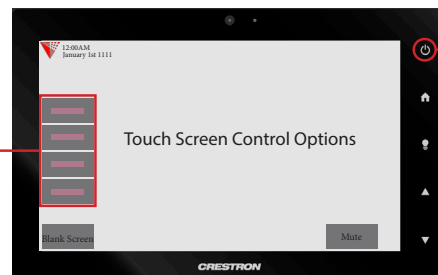 12:00AM
January 1st 1111
Touch Screen Control Options
Blank Screen
Mute
CRESTRON